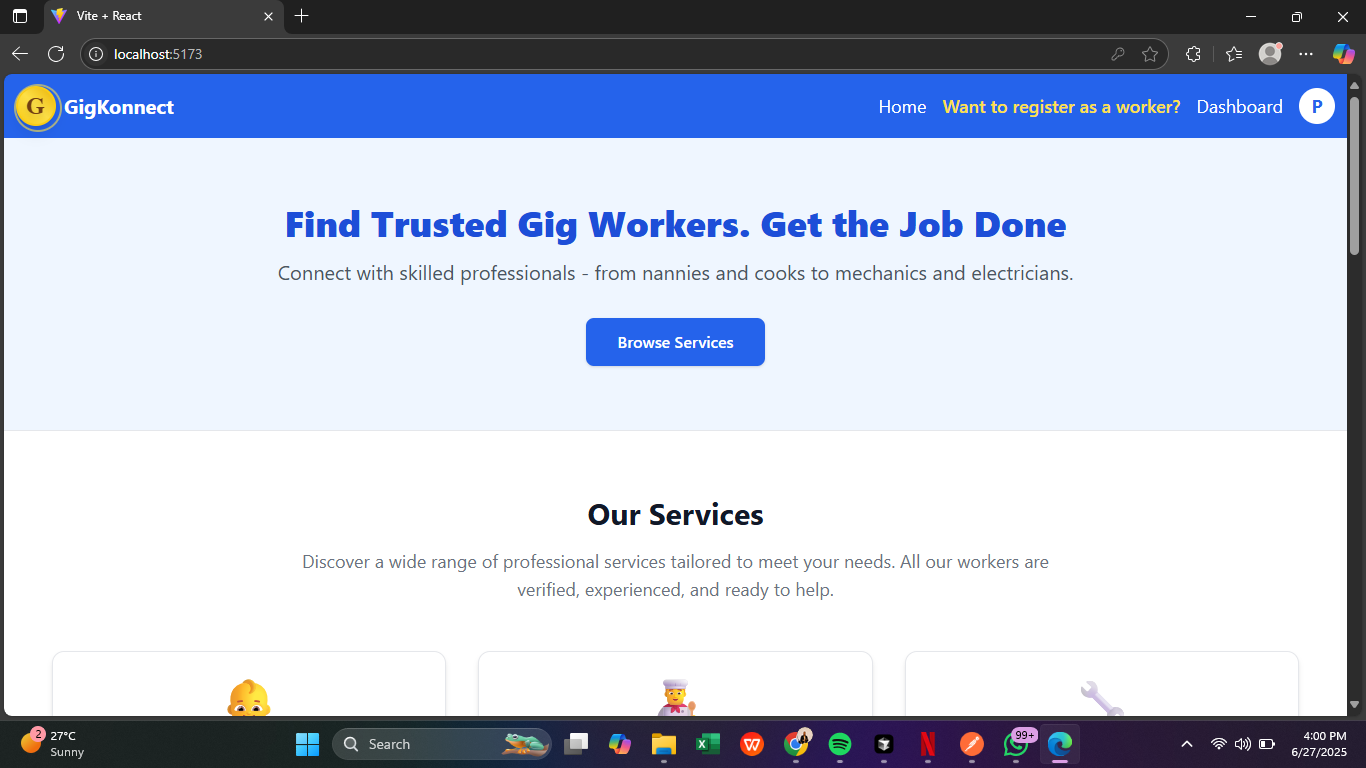 Vite + React
localhost:5173
G GigKonnect
Home Want to register as a worker? Dashboard P
Find Trusted Gig Workers. Get the Job Done
Connect with skilled professionals - from nannies and cooks to mechanics and electricians.
Browse Services
Our Services
Discover a wide range of professional services tailored to meet your needs. All our workers are
verified, experienced, and ready to help.
2
27°C
Sunny
Search
99+
4:00 PM
6/27/2025